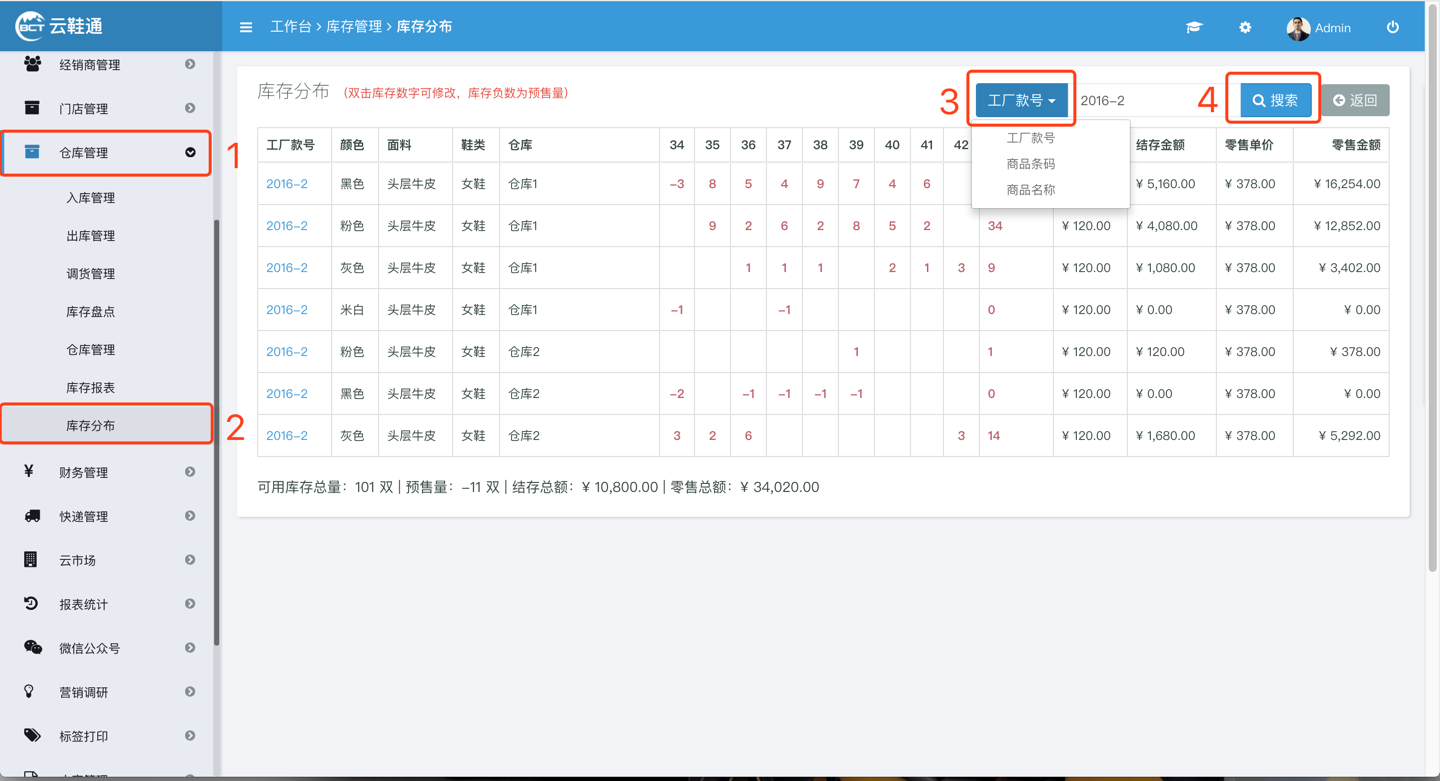 BCT 云鞋通
工作台 > 库存管理 > 库存分布
Admin
经销商管理
门店管理
仓库管理
1
入库管理
出库管理
调货管理
库存盘点
仓库管理
库存报表
库存分布
2
财务管理
快递管理
云市场
报表统计
微信公众号
营销调研
标签打印
库存分布 (双击库存数字可修改，库存负数为预售量)
3 工厂款号 2016-2 4 搜索 返回
工厂款号
商品条码
商品名称
工厂款号 颜色 面料 鞋类 仓库 34 35 36 37 38 39 40 41 42 结存金额 零售单价 零售金额
2016-2 黑色 头层牛皮 女鞋 仓库1 -3 8 5 4 9 7 4 6 ¥ 5,160.00 ¥ 378.00 ¥ 16,254.00
2016-2 粉色 头层牛皮 女鞋 仓库1 9 2 6 2 8 5 2 34 ¥ 120.00 ¥ 4,080.00 ¥ 378.00 ¥ 12,852.00
2016-2 灰色 头层牛皮 女鞋 仓库1 1 1 1 2 1 3 9 ¥ 120.00 ¥ 1,080.00 ¥ 378.00 ¥ 3,402.00
2016-2 米白 头层牛皮 女鞋 仓库1 -1 -1 0 ¥ 120.00 ¥ 0.00 ¥ 378.00 ¥ 0.00
2016-2 粉色 头层牛皮 女鞋 仓库2 1 1 ¥ 120.00 ¥ 120.00 ¥ 378.00 ¥ 378.00
2016-2 黑色 头层牛皮 女鞋 仓库2 -2 -1 -1 -1 -1 0 ¥ 120.00 ¥ 0.00 ¥ 378.00 ¥ 0.00
2016-2 灰色 头层牛皮 女鞋 仓库2 3 2 6 3 14 ¥ 120.00 ¥ 1,680.00 ¥ 378.00 ¥ 5,292.00
可用库存总量：101 双 | 预售量：-11 双 | 结存总额：¥ 10,800.00 | 零售总额：¥ 34,020.00